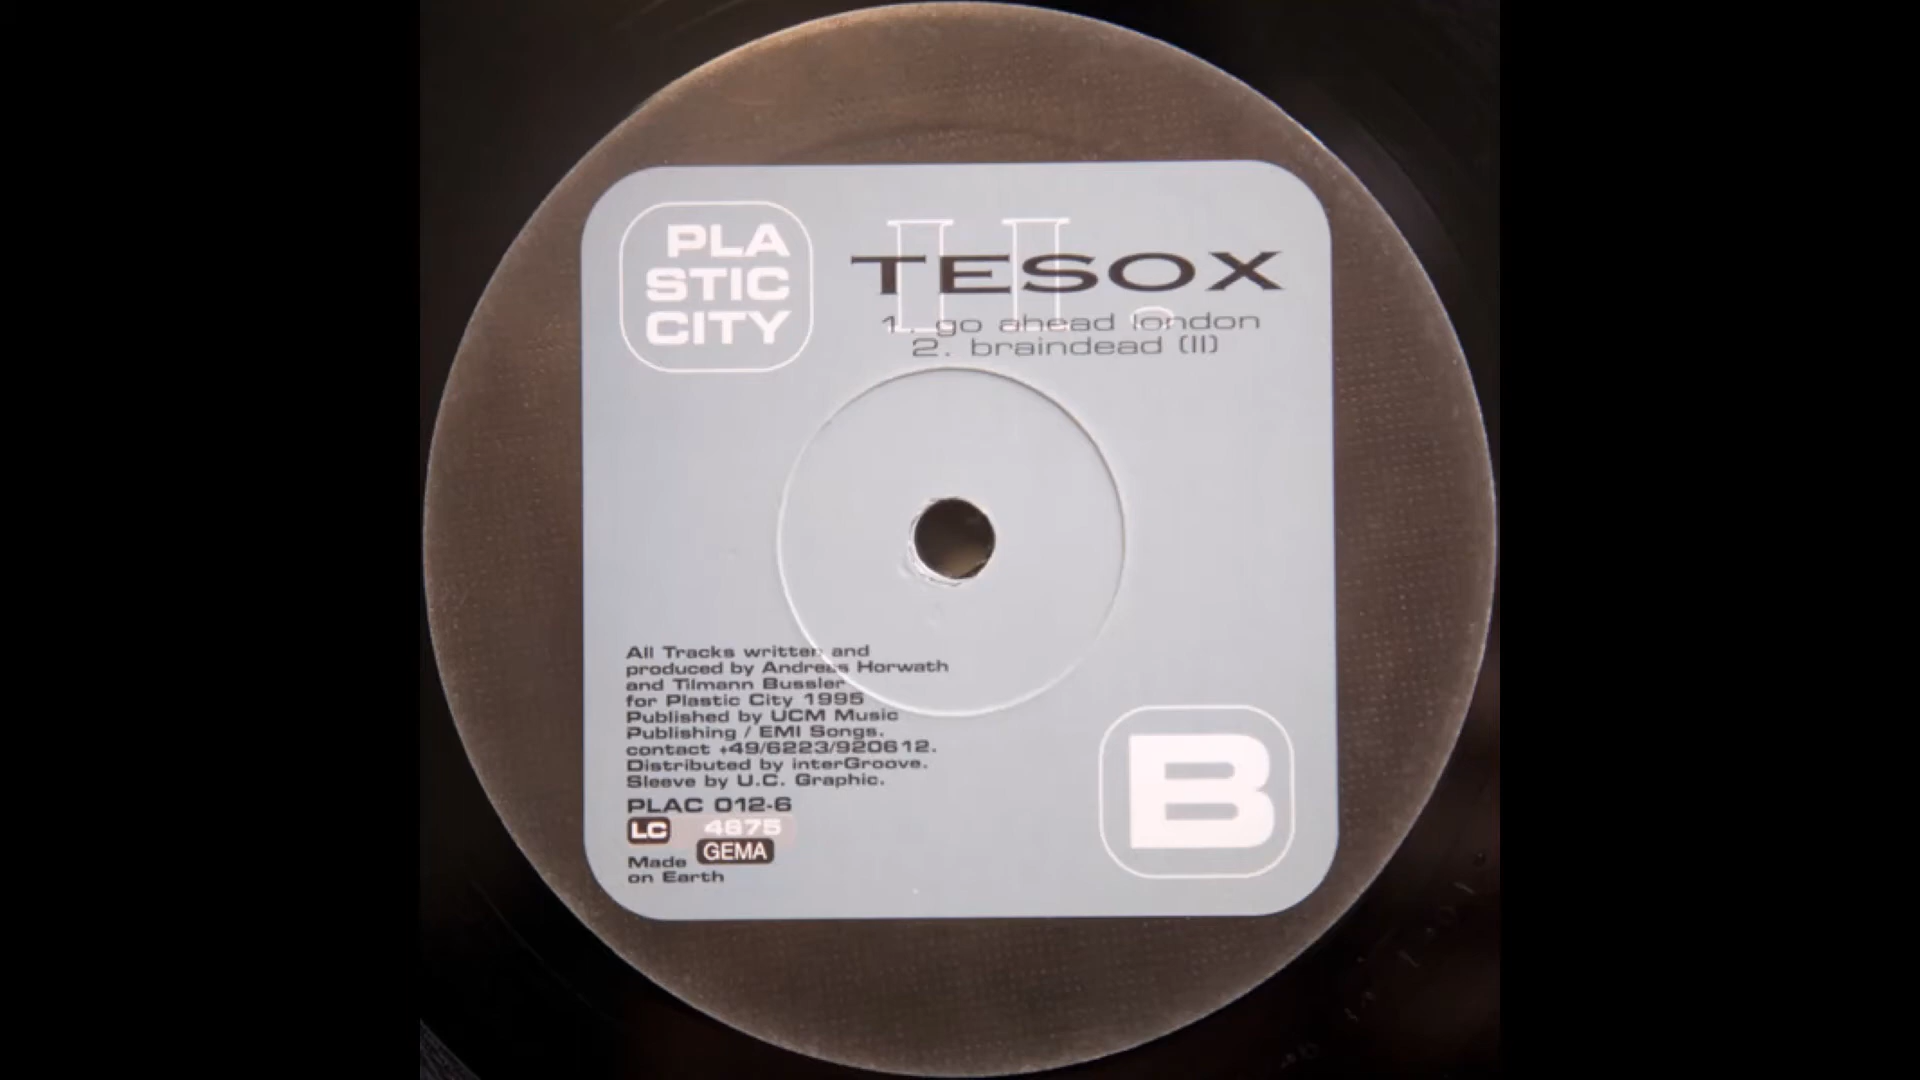 PLA
STIC
CITY
II.
TESOX
1. go ahead london
2. braindead (II)
All Tracks written and
produced by Andreas Horwath
and Tilmann Bussler
for Plastic City 1995
Published by UCM Music
Publishing / EMI Songs.
contact +49/6223/920612.
Distributed by interGroove.
Sleeve by U.C. Graphic.
PLAC 012-6
LC 4675
GEMA
Made
on Earth
B